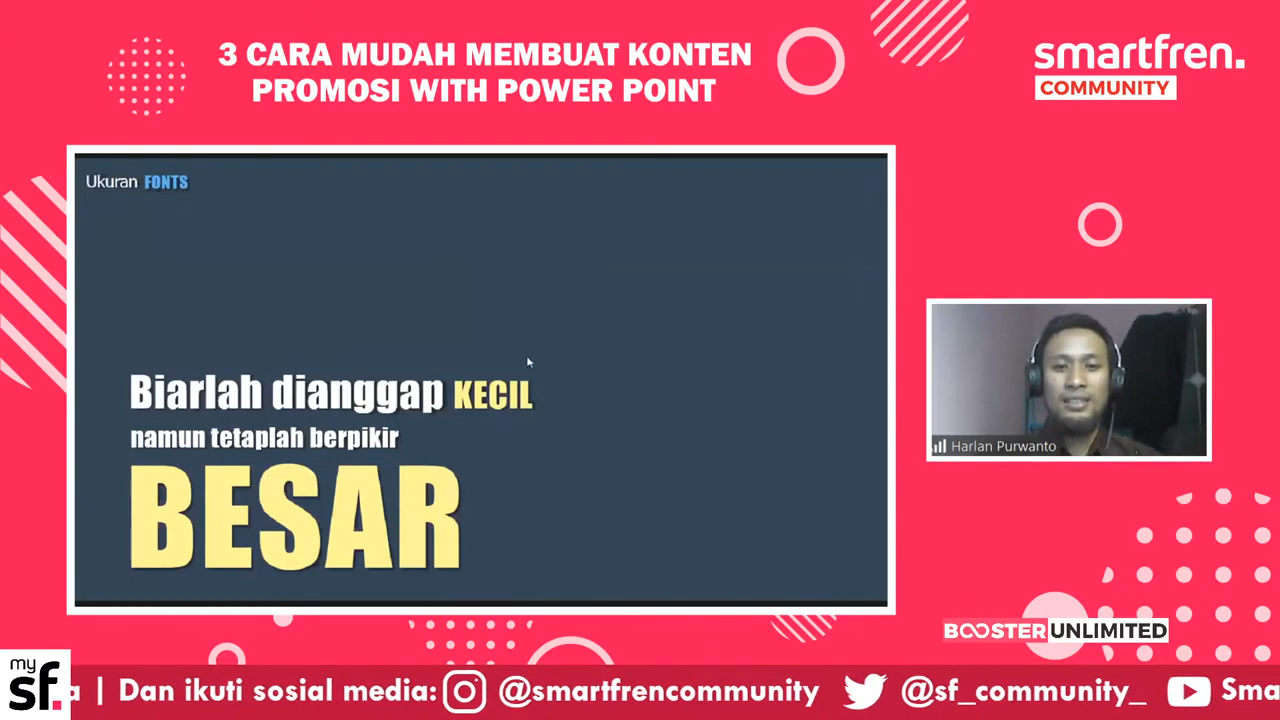 3 CARA MUDAH MEMBUAT KONTEN
PROMOSI WITH POWER POINT
smartfren.
COMMUNITY
Ukuran FONTS
Biarlah dianggap KECIL
namun tetaplah berpikir
BESAR
Harlan Purwanto
BOOSTER UNLIMITED
my
sf.
a | Dan ikuti sosial media: @smartfrencommunity @sf_community_ Sma